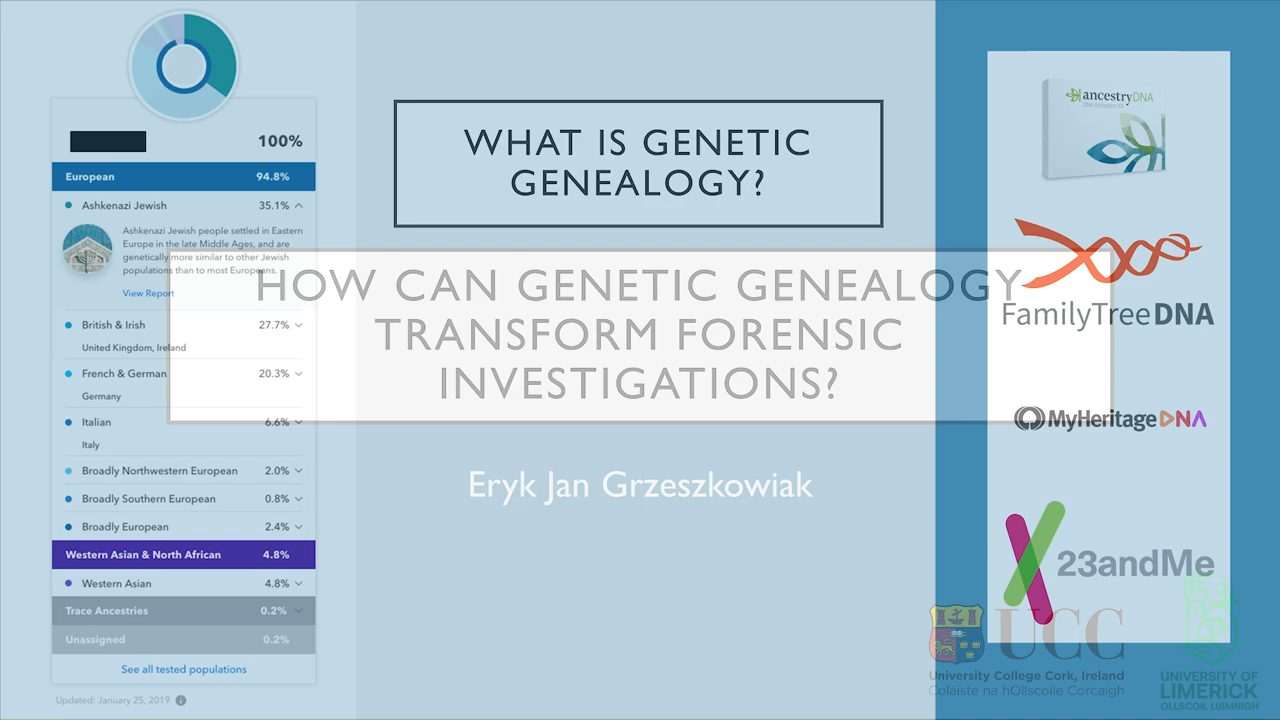 100%
European 94.8%
Ashkenazi Jewish 35.1%
Ashkenazi Jewish people settled in Eastern
Europe in the late Middle Ages, and are
genetically more similar to other Jewish
populations than to most Europeans.
View Report
British & Irish 27.7%
United Kingdom, Ireland
French & German 20.3%
Germany
Italian 6.6%
Italy
Broadly Northwestern European 2.0%
Broadly Southern European 0.8%
Broadly European 2.4%
Western Asian & North African 4.8%
Western Asian 4.8%
Trace Ancestries 0.2%
Unassigned 0.2%
See all tested populations
Updated: January 25, 2019
WHAT IS GENETIC
GENEALOGY?
HOW CAN GENETIC GENEALOGY
TRANSFORM FORENSIC
INVESTIGATIONS?
Eryk Jan Grzeszkowiak
ancestryDNA
DNA Activation Kit
FamilyTreeDNA
MyHeritage DNA
23andMe
UCC
University College Cork, Ireland
Coláiste na hOllscoile Corcaigh
UNIVERSITY OF
LIMERICK
OLLSCOIL LUIMNIGH